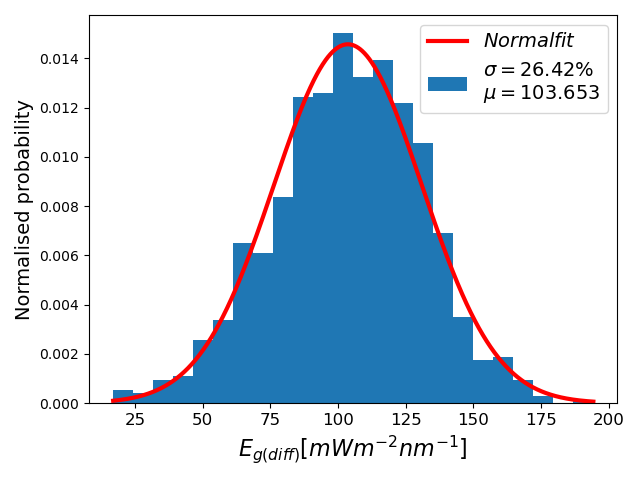 Normalfit
σ = 26.42%
μ = 103.653
0.014
0.012
0.010
0.008
0.006
0.004
0.002
0.000
Normalised probability
25 50 75 100 125 150 175 200
E_{g(diff)}[mWm⁻²nm⁻¹]